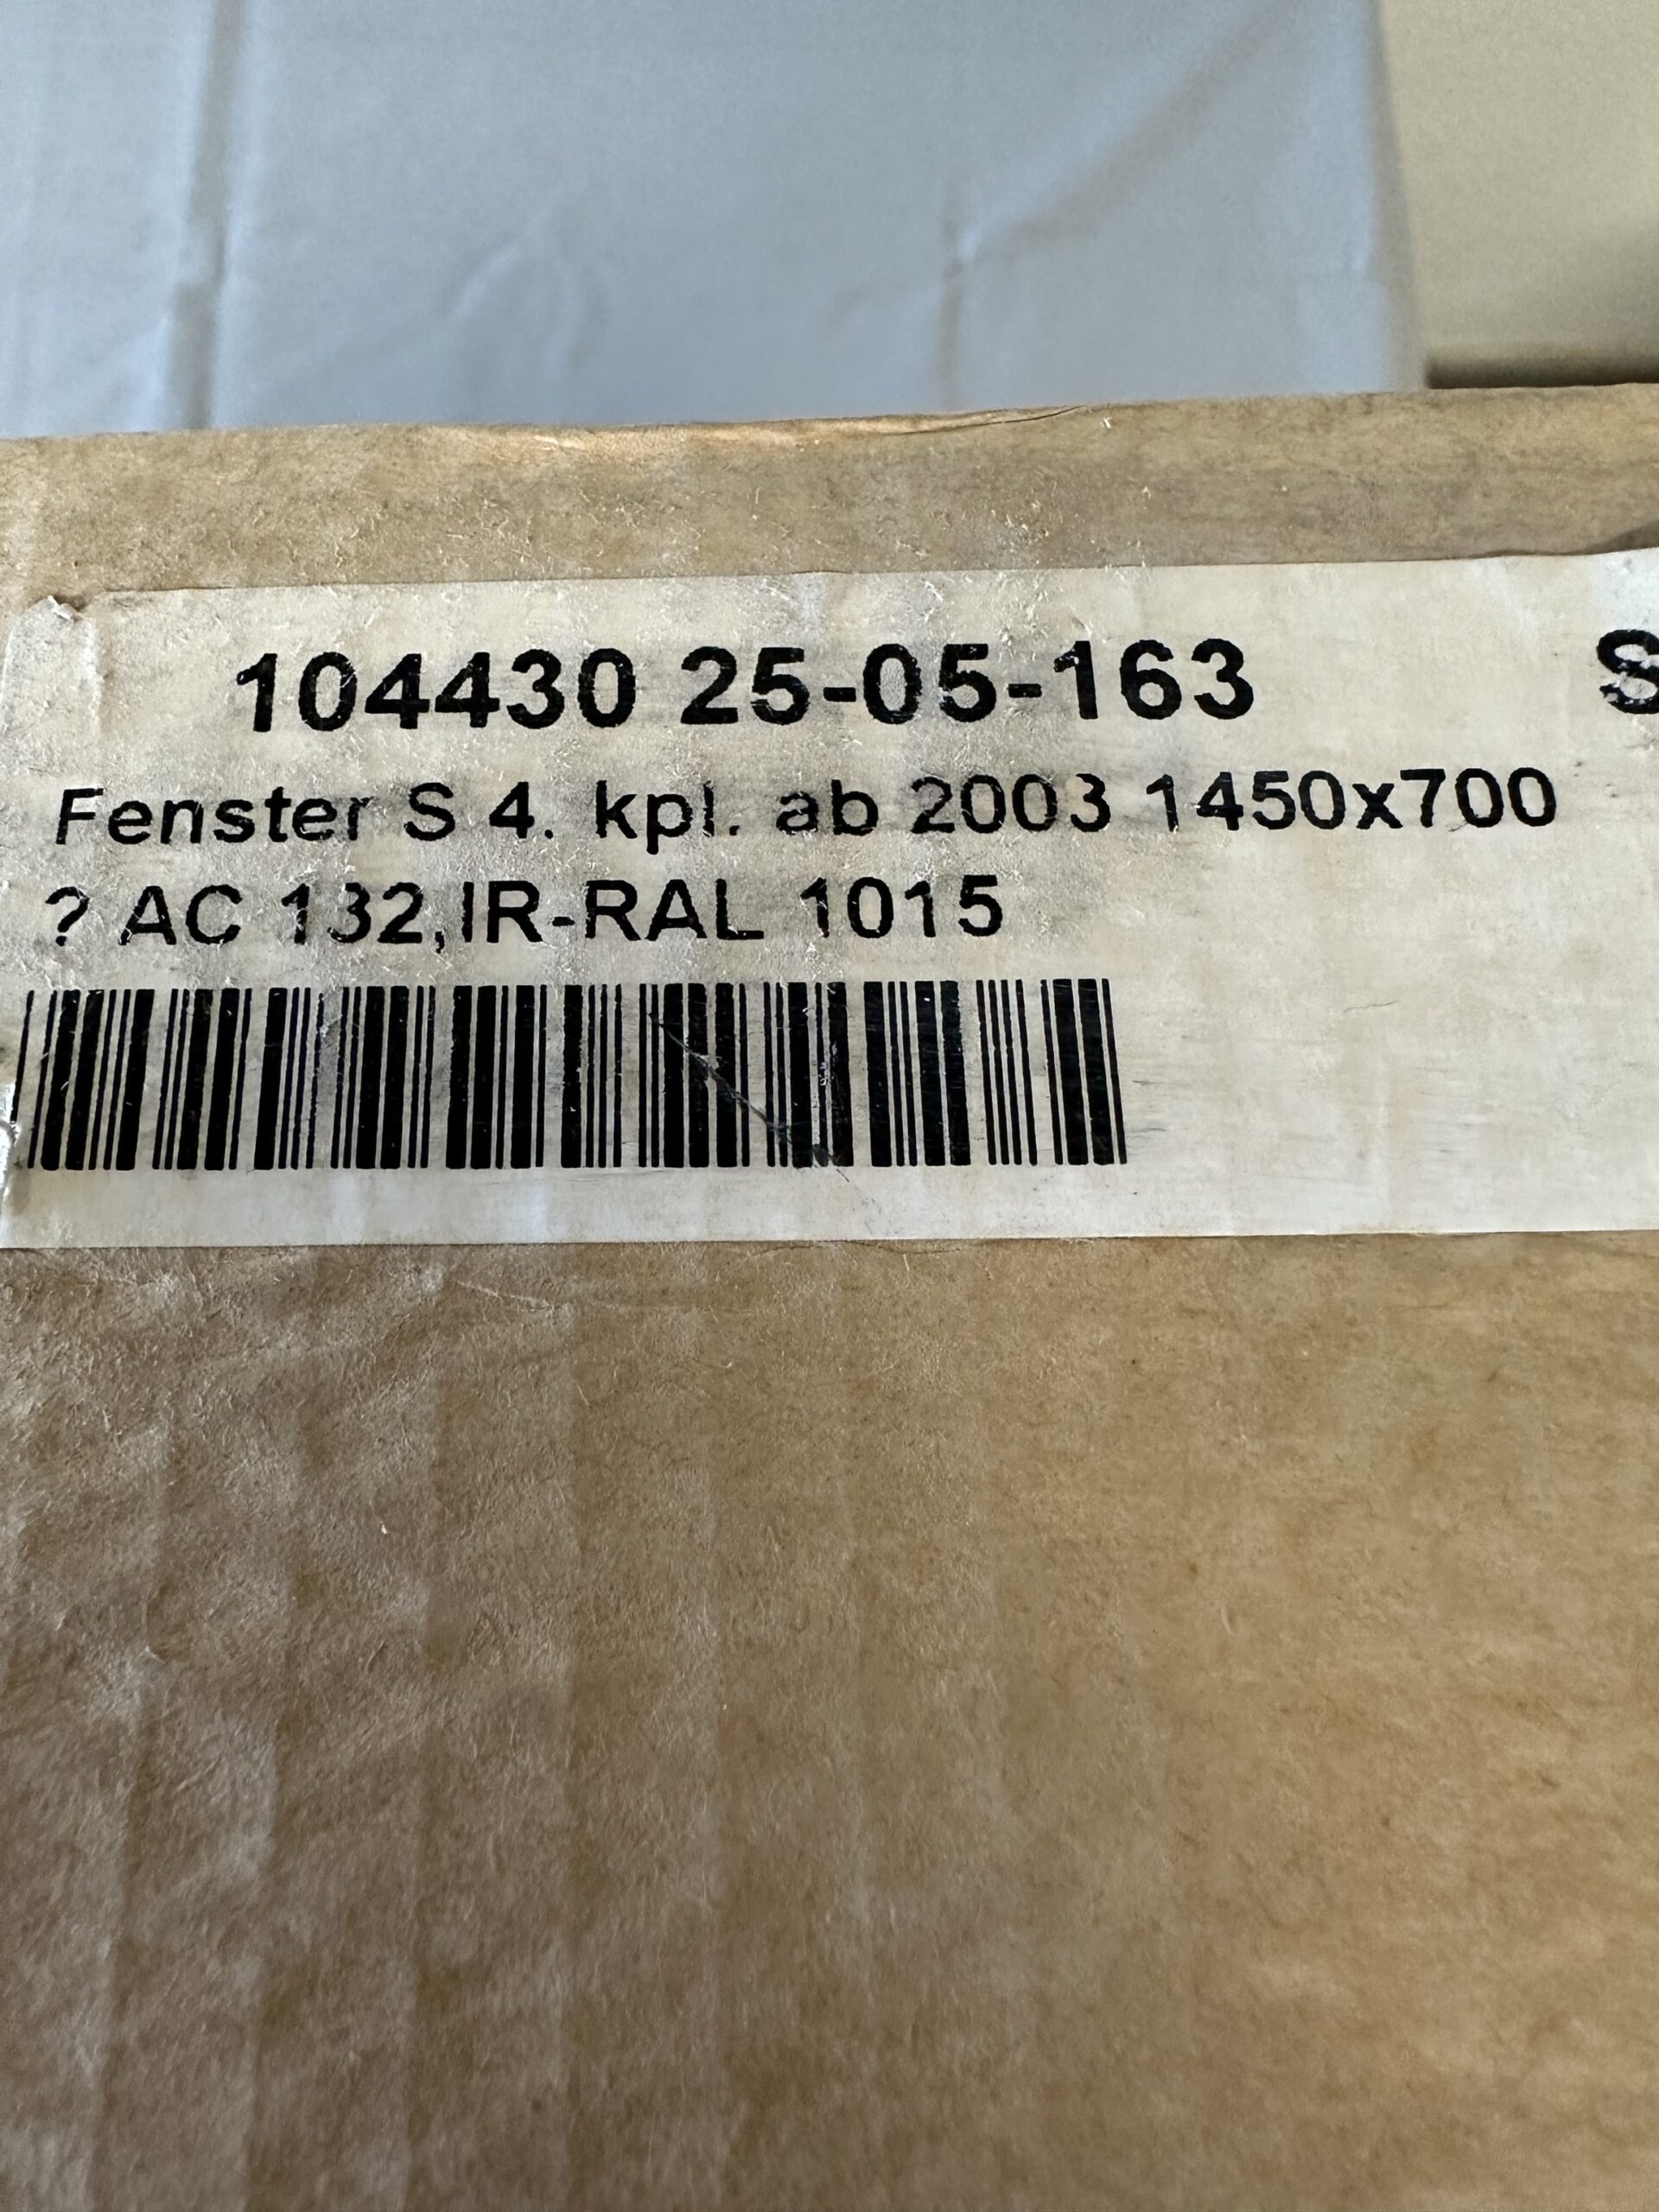 104430 25-05-163 S
Fenster S 4. kpl. ab 2003 1450x700
? AC 132,IR-RAL 1015